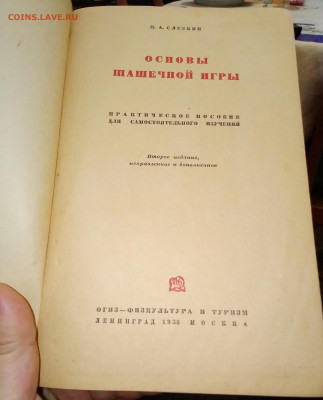 COINS.LAVE.RU
П. А. СЛЕЗКИН
ОСНОВЫ
ШАШЕЧНОЙ ИГРЫ
ПРАКТИЧЕСКОЕ ПОСОБИЕ
ДЛЯ САМОСТОЯТЕЛЬНОГО ИЗУЧЕНИЯ
Второе издание,
исправленное и дополненное
ОГИЗ—ФИЗКУЛЬТУРА И ТУРИЗМ
ЛЕНИНГРАД МОСКВА